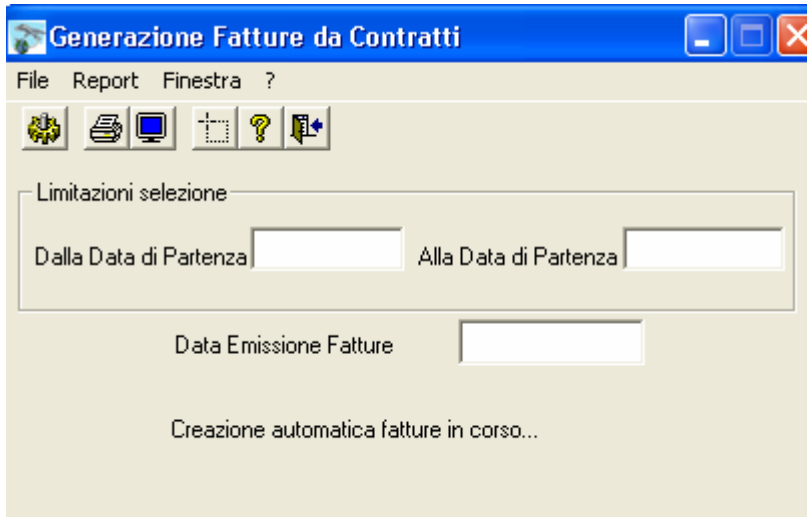 Generazione Fatture da Contratti
File Report Finestra ?
Limitazioni selezione
Dalla Data di Partenza Alla Data di Partenza
Data Emissione Fatture
Creazione automatica fatture in corso...